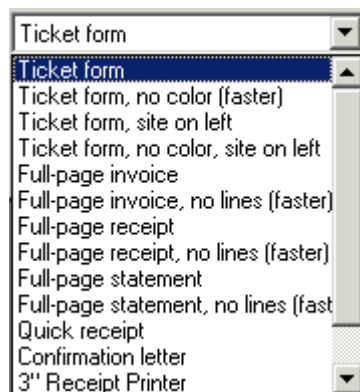 Ticket form
Ticket form
Ticket form, no color (faster)
Ticket form, site on left
Ticket form, no color, site on left
Full-page invoice
Full-page invoice, no lines (faster)
Full-page receipt
Full-page receipt, no lines (faster)
Full-page statement
Full-page statement, no lines (fast
Quick receipt
Confirmation letter
3" Receipt Printer